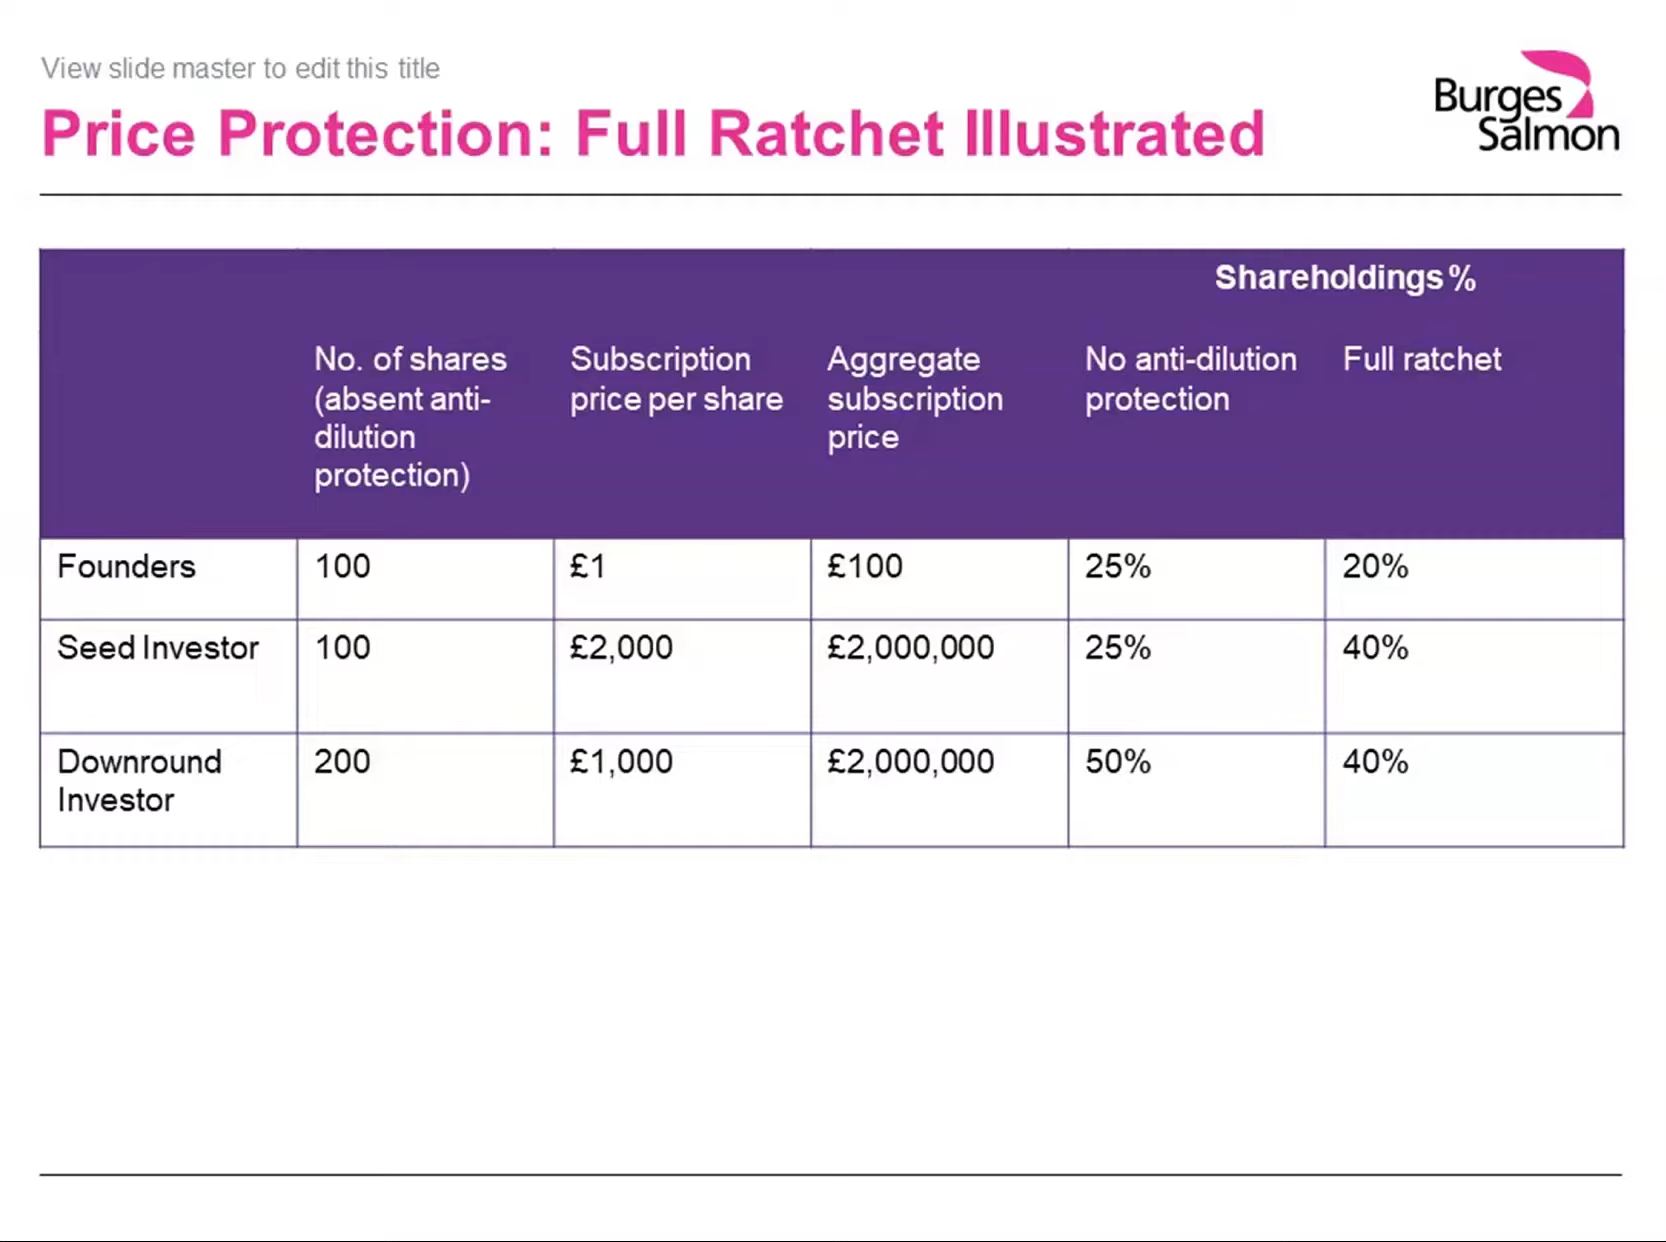 View slide master to edit this title
Price Protection: Full Ratchet Illustrated
Burges
Salmon
Shareholdings %
No. of shares
(absent anti-
dilution
protection)
Subscription
price per share
Aggregate
subscription
price
No anti-dilution
protection
Full ratchet
Founders 100 £1 £100 25% 20%
Seed Investor 100 £2,000 £2,000,000 25% 40%
Downround 200 £1,000 £2,000,000 50% 40%
Investor